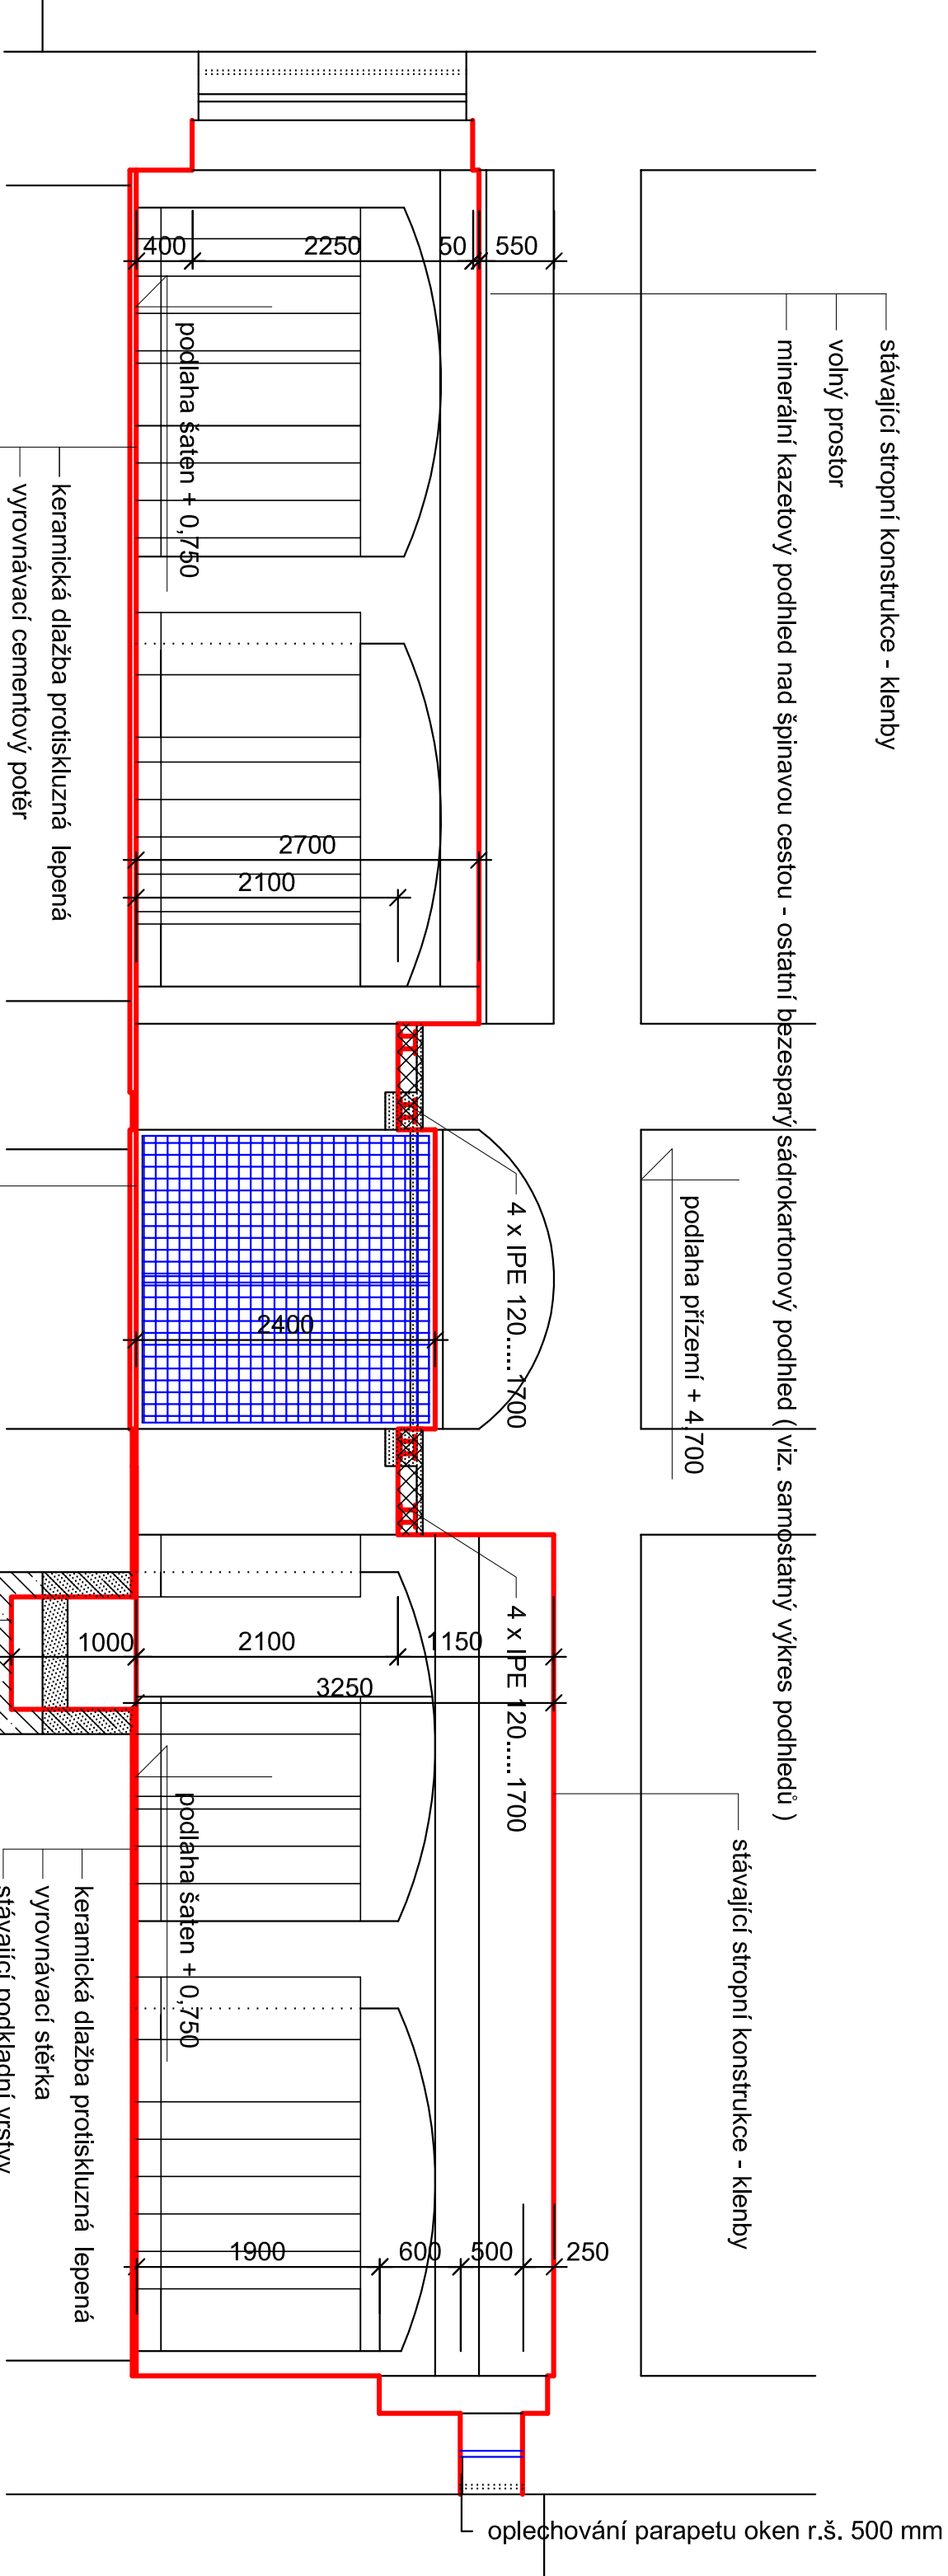 stávající stropní konstrukce - klenby
volný prostor
minerální kazetový podhled nad špinavou cestou - ostatní bezesparý sádrokartonový podhled ( viz. samostatný výkres podhledů )
400
2250
50
550
podlaha šaten + 0,750
keramická dlažba protiskluzná lepená
vyrovnávací cementový potěr
2700
2100
4 x IPE 120.....1700
podlaha přízemí + 4,700
2400
4 x IPE 120.....1700
1000
2100
1150
3250
stávající stropní konstrukce - klenby
podlaha šaten + 0,750
keramická dlažba protiskluzná lepená
vyrovnávací stěrka
stávající podkladní vrstvy
1900
600
500
250
oplechování parapetu oken r.š. 500 mm